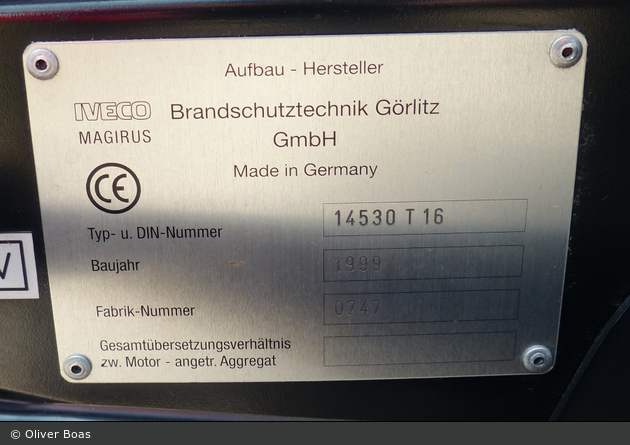 Aufbau - Hersteller
IVECO
MAGIRUS
Brandschutztechnik Görlitz
GmbH
Made in Germany
CE
Typ- u. DIN-Nummer 14530 T 16
Baujahr 1999
Fabrik-Nummer 0747
Gesamtübersetzungsverhältnis
zw. Motor - angetr. Aggregat
© Oliver Boas